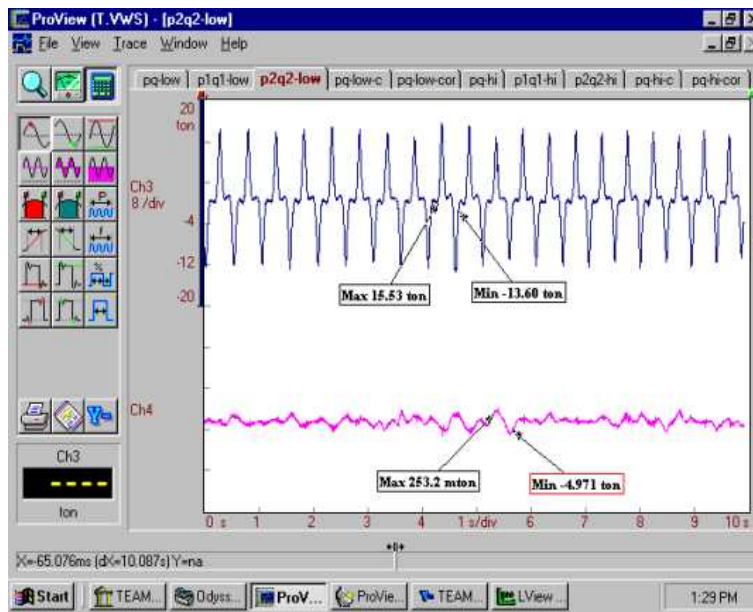 ProView (T.VWS) - [p2q2-low]
File View Trace Window Help
pq-low p1q1-low p2q2-low pq-low-c pq-low-cor pq-hi p1q1-hi p2q2-hi pq-hi-c pq-hi-cor
20
ton
Ch3
8 /div
-4
-12
-20
Max 15.53 ton
Min -13.60 ton
Ch4
Max 253.2 mton
Min -4.971 ton
0 s 1 2 3 4 1 s/div 6 7 8 9 10 s
Ch3
----
ton
X=-65.076ms (dX=10.087s) Y=na
Start TEAM... Odyss... ProV... ProVie... TEAM... LView ... 1:29 PM